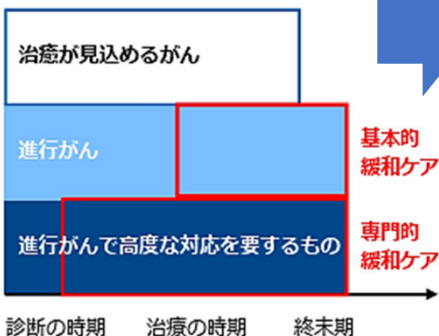 治癒が見込めるがん
進行がん
基本的
緩和ケア
進行がんで高度な対応を要するもの
専門的
緩和ケア
診断の時期 治療の時期 終末期